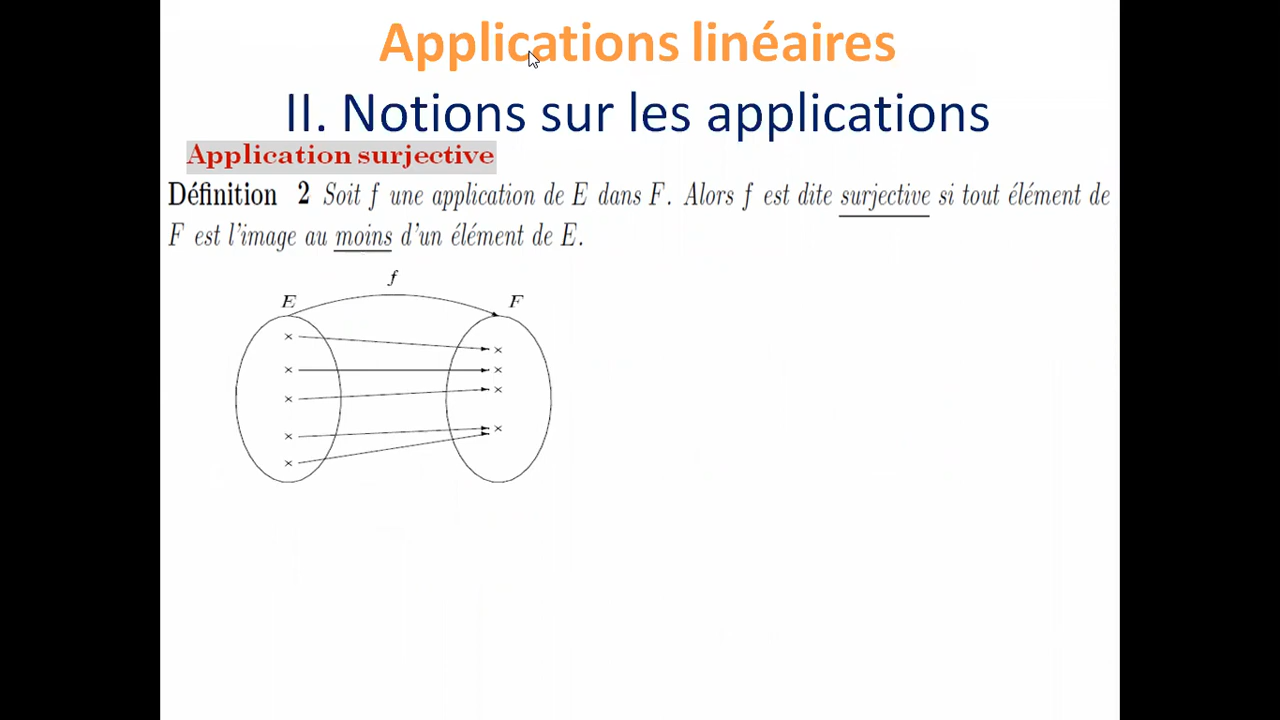 Applications linéaires
II. Notions sur les applications
Application surjective
Définition 2 Soit f une application de E dans F. Alors f est dite surjective si tout élément de
F est l'image au moins d'un élément de E.
f
E F